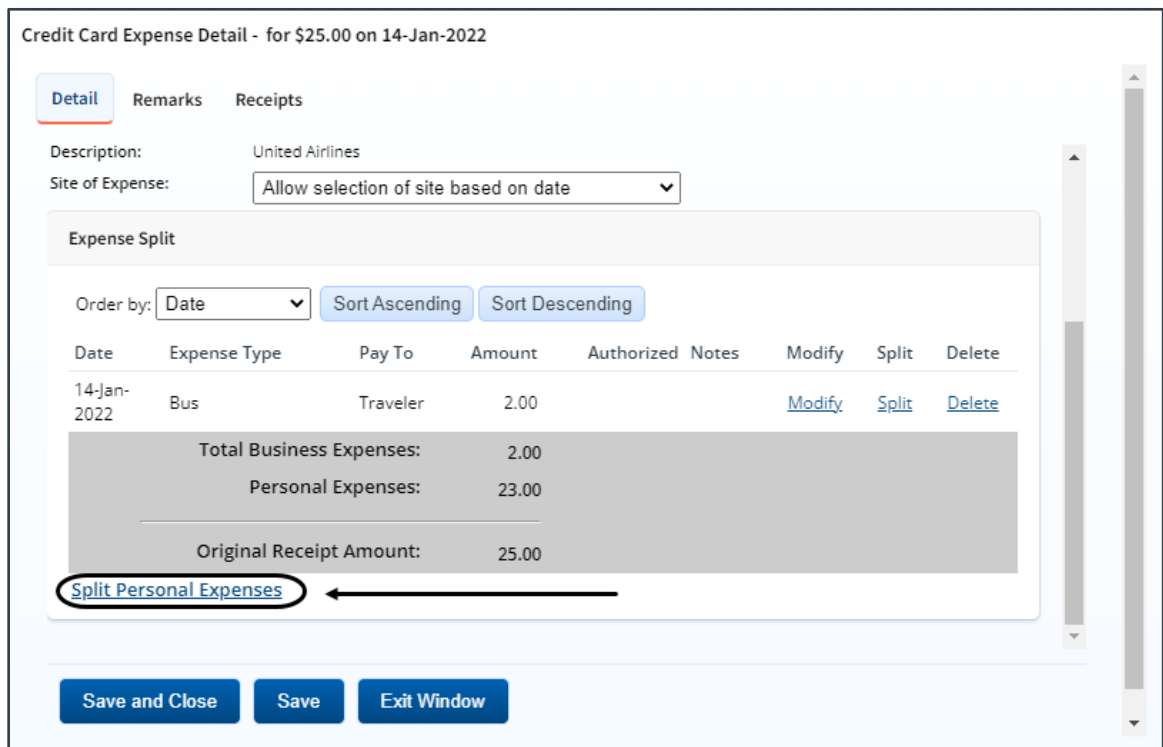 Credit Card Expense Detail -  for $25.00 on 14-Jan-2022
Detail Remarks Receipts
Description: United Airlines
Site of Expense: Allow selection of site based on date
Expense Split
Order by: Date Sort Ascending Sort Descending
Date Expense Type Pay To Amount Authorized Notes Modify Split Delete
14-Jan-
2022 Bus Traveler 2.00 Modify Split Delete
Total Business Expenses: 2.00
Personal Expenses: 23.00
Original Receipt Amount: 25.00
Split Personal Expenses
Save and Close Save Exit Window